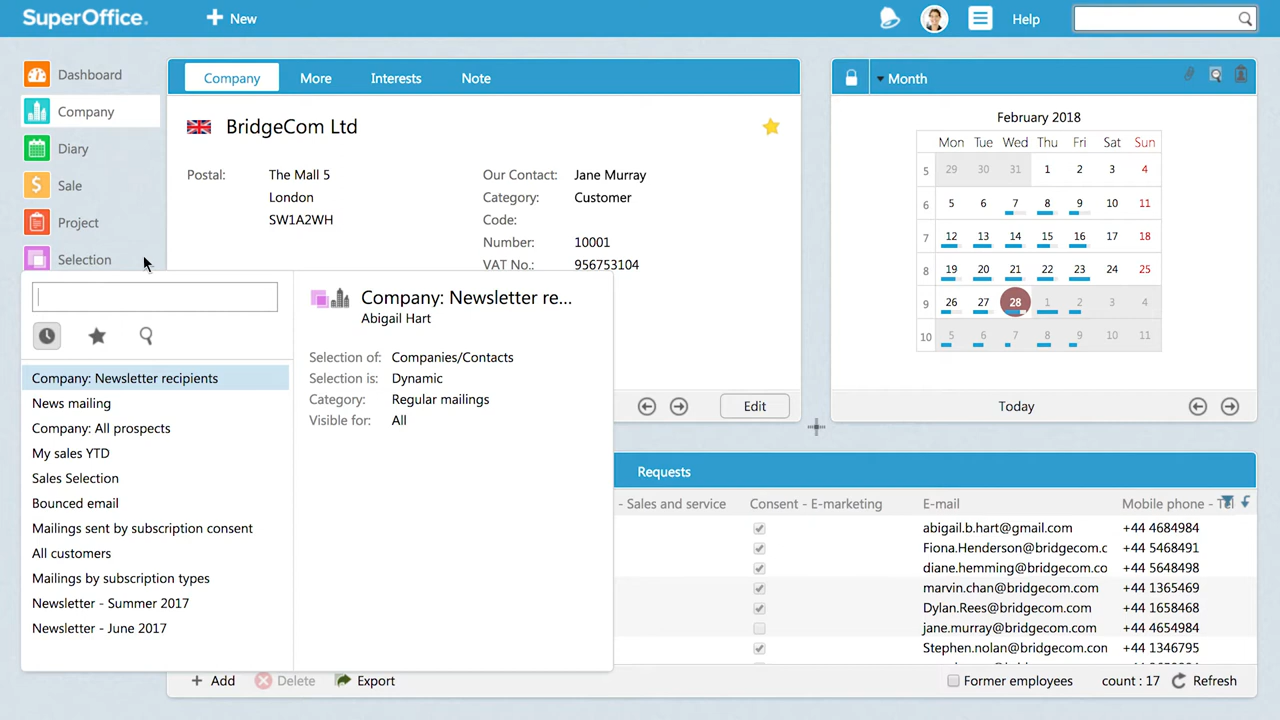 SuperOffice.
New
Help
Dashboard
Company
Diary
Sale
Project
Selection
Company More Interests Note
BridgeCom Ltd
Postal: The Mall 5
London
SW1A2WH
Our Contact: Jane Murray
Category: Customer
Code:
Number: 10001
VAT No.: 956753104
Edit
Month
February 2018
Mon Tue Wed Thu Fri Sat Sun
5 29 30 31 1 2 3 4
6 5 6 7 8 9 10 11
7 12 13 14 15 16 17 18
8 19 20 21 22 23 24 25
9 26 27 28 1 2 3 4
10 5 6 7 8 9 10 11
Today
Company: Newsletter recipients
News mailing
Company: All prospects
My sales YTD
Sales Selection
Bounced email
Mailings sent by subscription consent
All customers
Mailings by subscription types
Newsletter - Summer 2017
Newsletter - June 2017
Company: Newsletter re...
Abigail Hart
Selection of: Companies/Contacts
Selection is: Dynamic
Category: Regular mailings
Visible for: All
Requests
- Sales and service Consent - E-marketing E-mail Mobile phone - Tel
abigail.b.hart@gmail.com +44 4684984
Fiona.Henderson@bridgecom.c +44 5468491
diane.hemming@bridgecom.co +44 5648498
marvin.chan@bridgecom.com +44 1365469
Dylan.Rees@bridgecom.com +44 1658468
jane.murray@bridgecom.com +44 4654984
Stephen.nolan@bridgecom.con +44 1346795
Add Delete Export
Former employees count : 17 Refresh